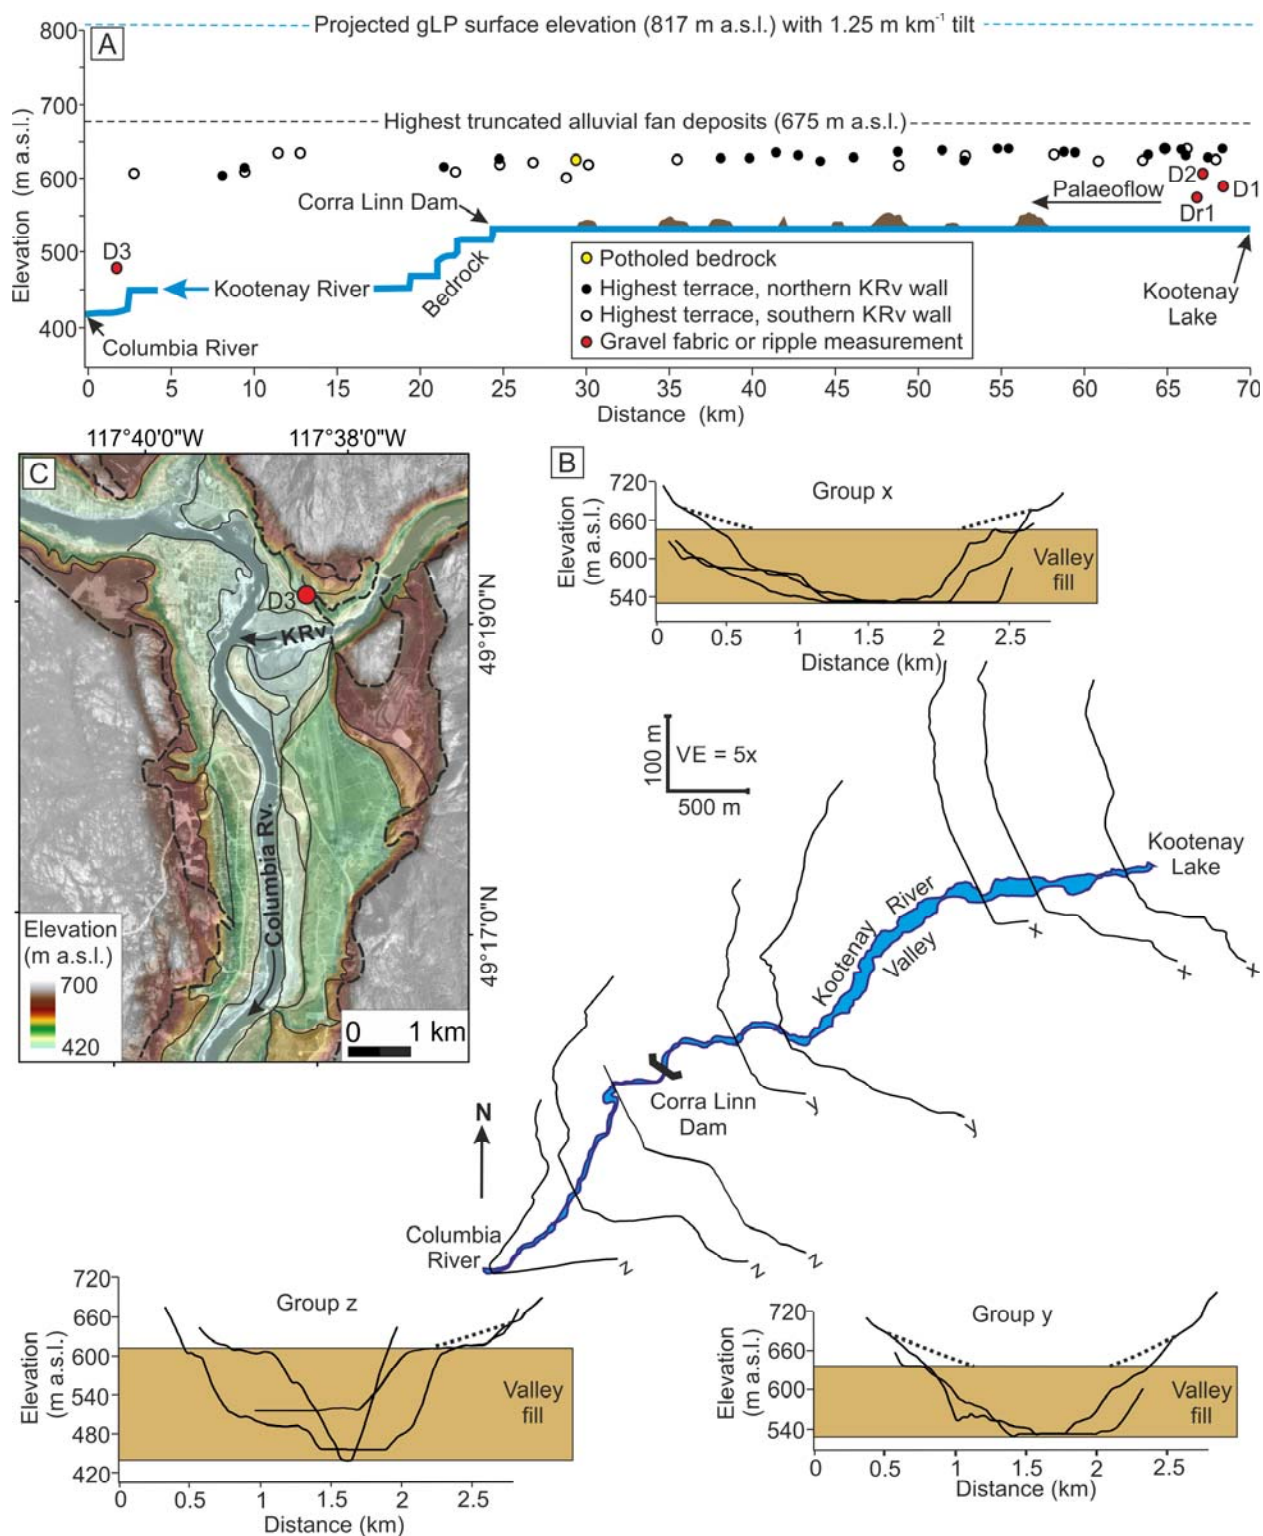 Projected gLP surface elevation (817 m a.s.l.) with 1.25 m km⁻¹ tilt
A
Highest truncated alluvial fan deposits (675 m a.s.l.)
Elevation (m a.s.l.)
800
700
600
500
400
D3
Corra Linn Dam
Palaeoflow
D2
D1
Dr1
Kootenay River
Bedrock
Columbia River
Kootenay
Lake
Potholed bedrock
Highest terrace, northern KRv wall
Highest terrace, southern KRv wall
Gravel fabric or ripple measurement
0 5 10 15 20 25 30 35 40 45 50 55 60 65 70
Distance (km)
117°40'0"W 117°38'0"W
C
D3
KRv
Columbia Rv.
49°19'0"N
49°17'0"N
Elevation
(m a.s.l.)
700
420
0 1 km
B
Group x
Elevation
(m a.s.l.)
720
660
600
540
Valley
fill
0 0.5 1 1.5 2 2.5
Distance (km)
100 m
VE = 5x
500 m
Kootenay
Lake
Kootenay River
Valley
x
x
x
Corra Linn
Dam
y
y
N
Columbia
River
z
z
z
Group z
Elevation
(m a.s.l.)
720
660
600
540
480
420
Valley
fill
0 0.5 1 1.5 2 2.5
Distance (km)
Group y
Elevation
(m a.s.l.)
720
660
600
540
Valley
fill
0 0.5 1.0 1.5 2 2.5
Distance (km)